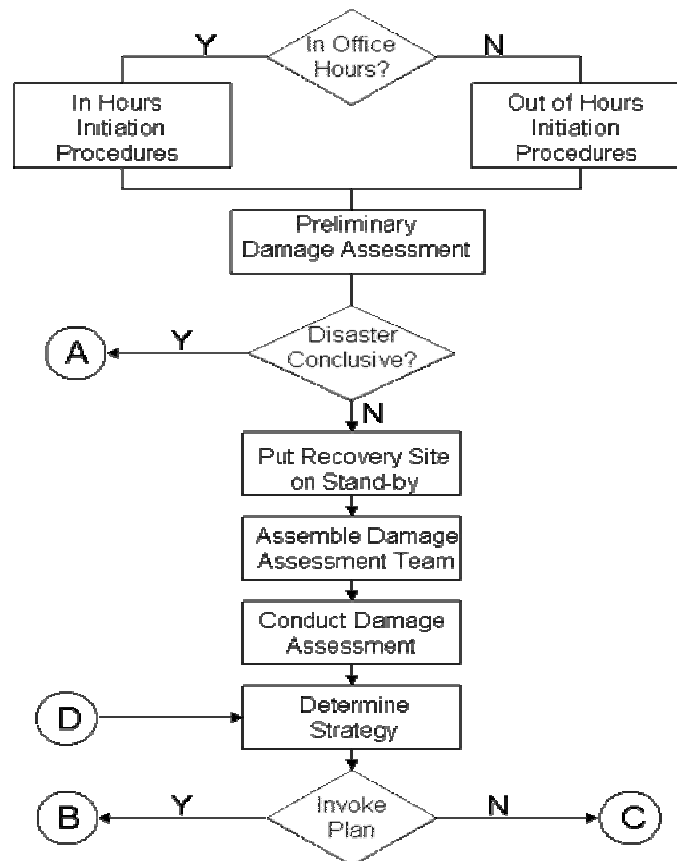 Y
In Office
N
Hours?
In Hours
Initiation
Procedures
Out of Hours
Initiation
Procedures
Preliminary
Damage Assessment
A
Y
Disaster
Conclusive?
N
Put Recovery Site
on Stand-by
Assemble Damage
Assessment Team
Conduct Damage
Assessment
D
Determine
Strategy
B
Y
Invoke
Plan
N
C